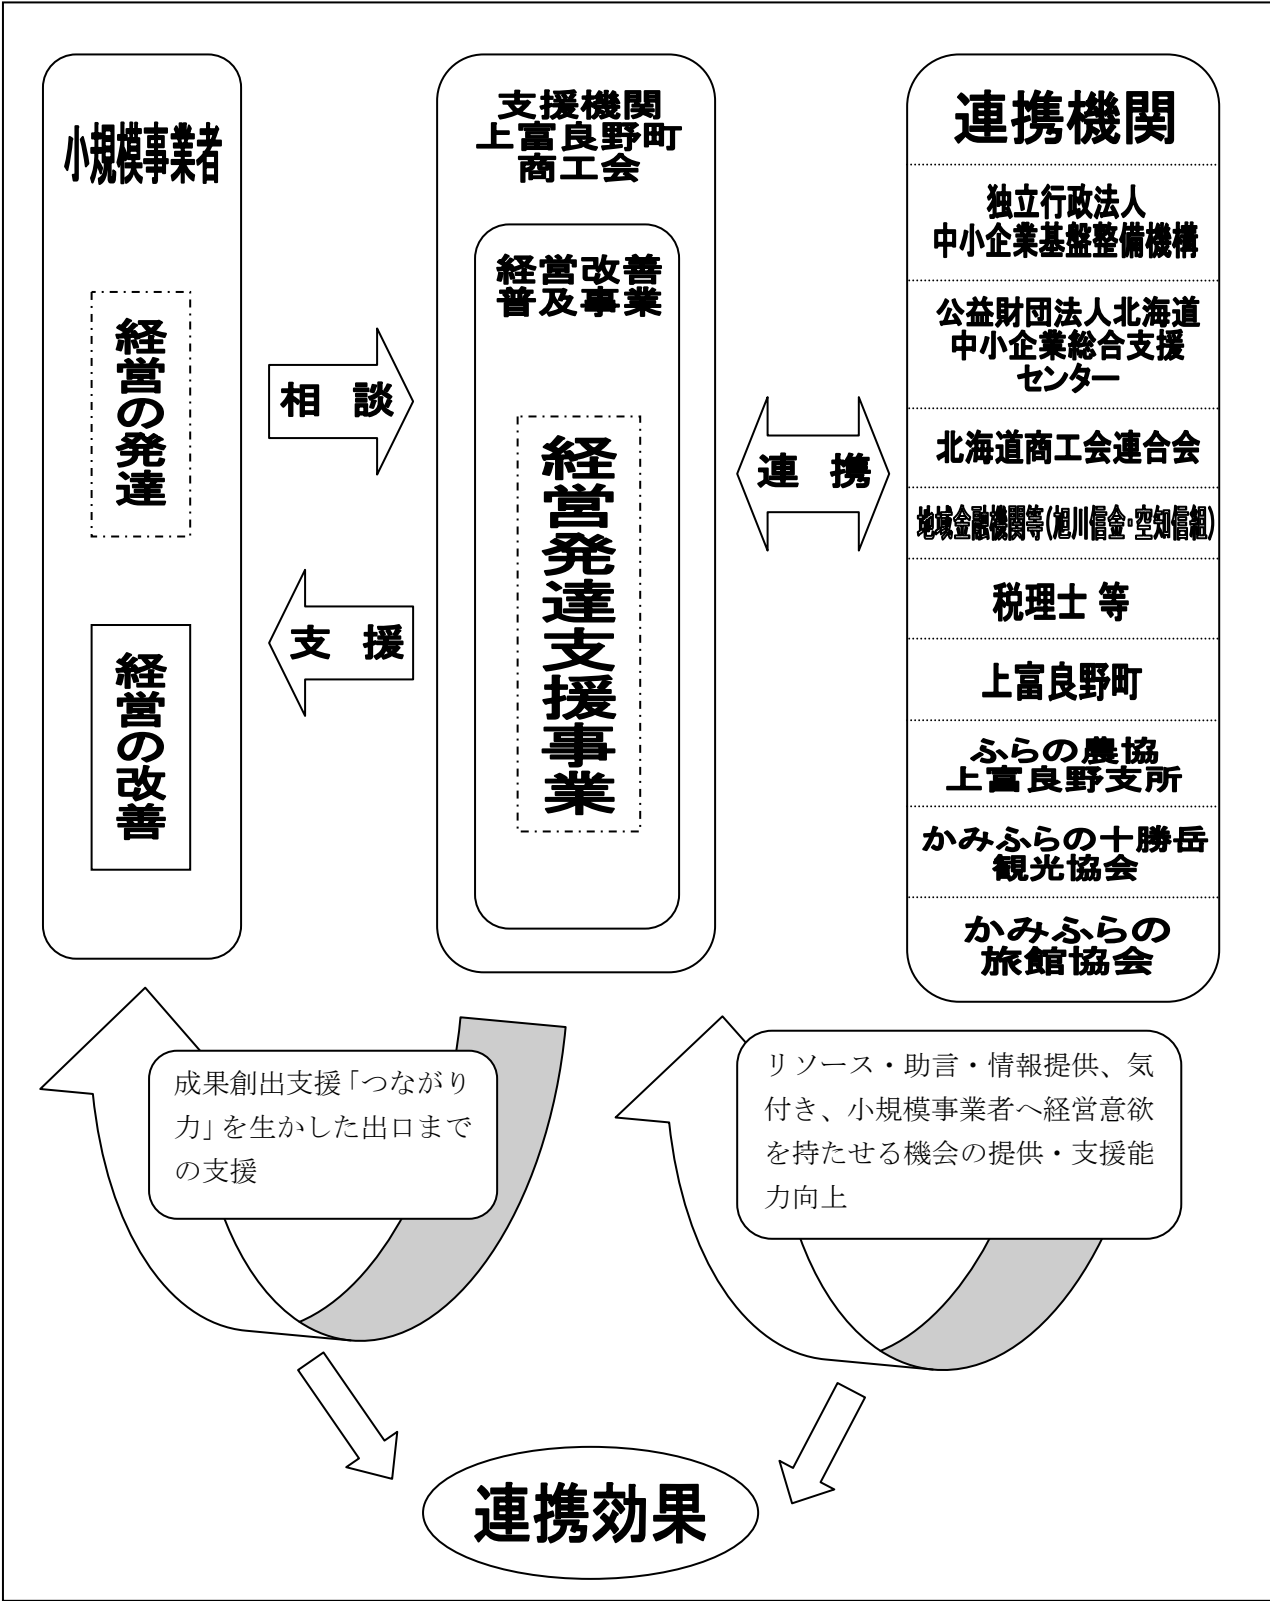 小規模事業者
経営の発達
経営の改善
相 談
支 援
支援機関
上富良野町
商工会
経営改善
普及事業
経営発達支援事業
連 携
連携機関
独立行政法人
中小企業基盤整備機構
公益財団法人北海道
中小企業総合支援
センター
北海道商工会連合会
地域金融機関等(旭川信金・空知信組)
税理士 等
上富良野町
ふらの農協
上富良野支所
かみふらの十勝岳
観光協会
かみふらの
旅館協会
成果創出支援「つながり
力」を生かした出口まで
の支援
リソース・助言・情報提供、気
付き、小規模事業者へ経営意欲
を持たせる機会の提供・支援能
力向上
連携効果